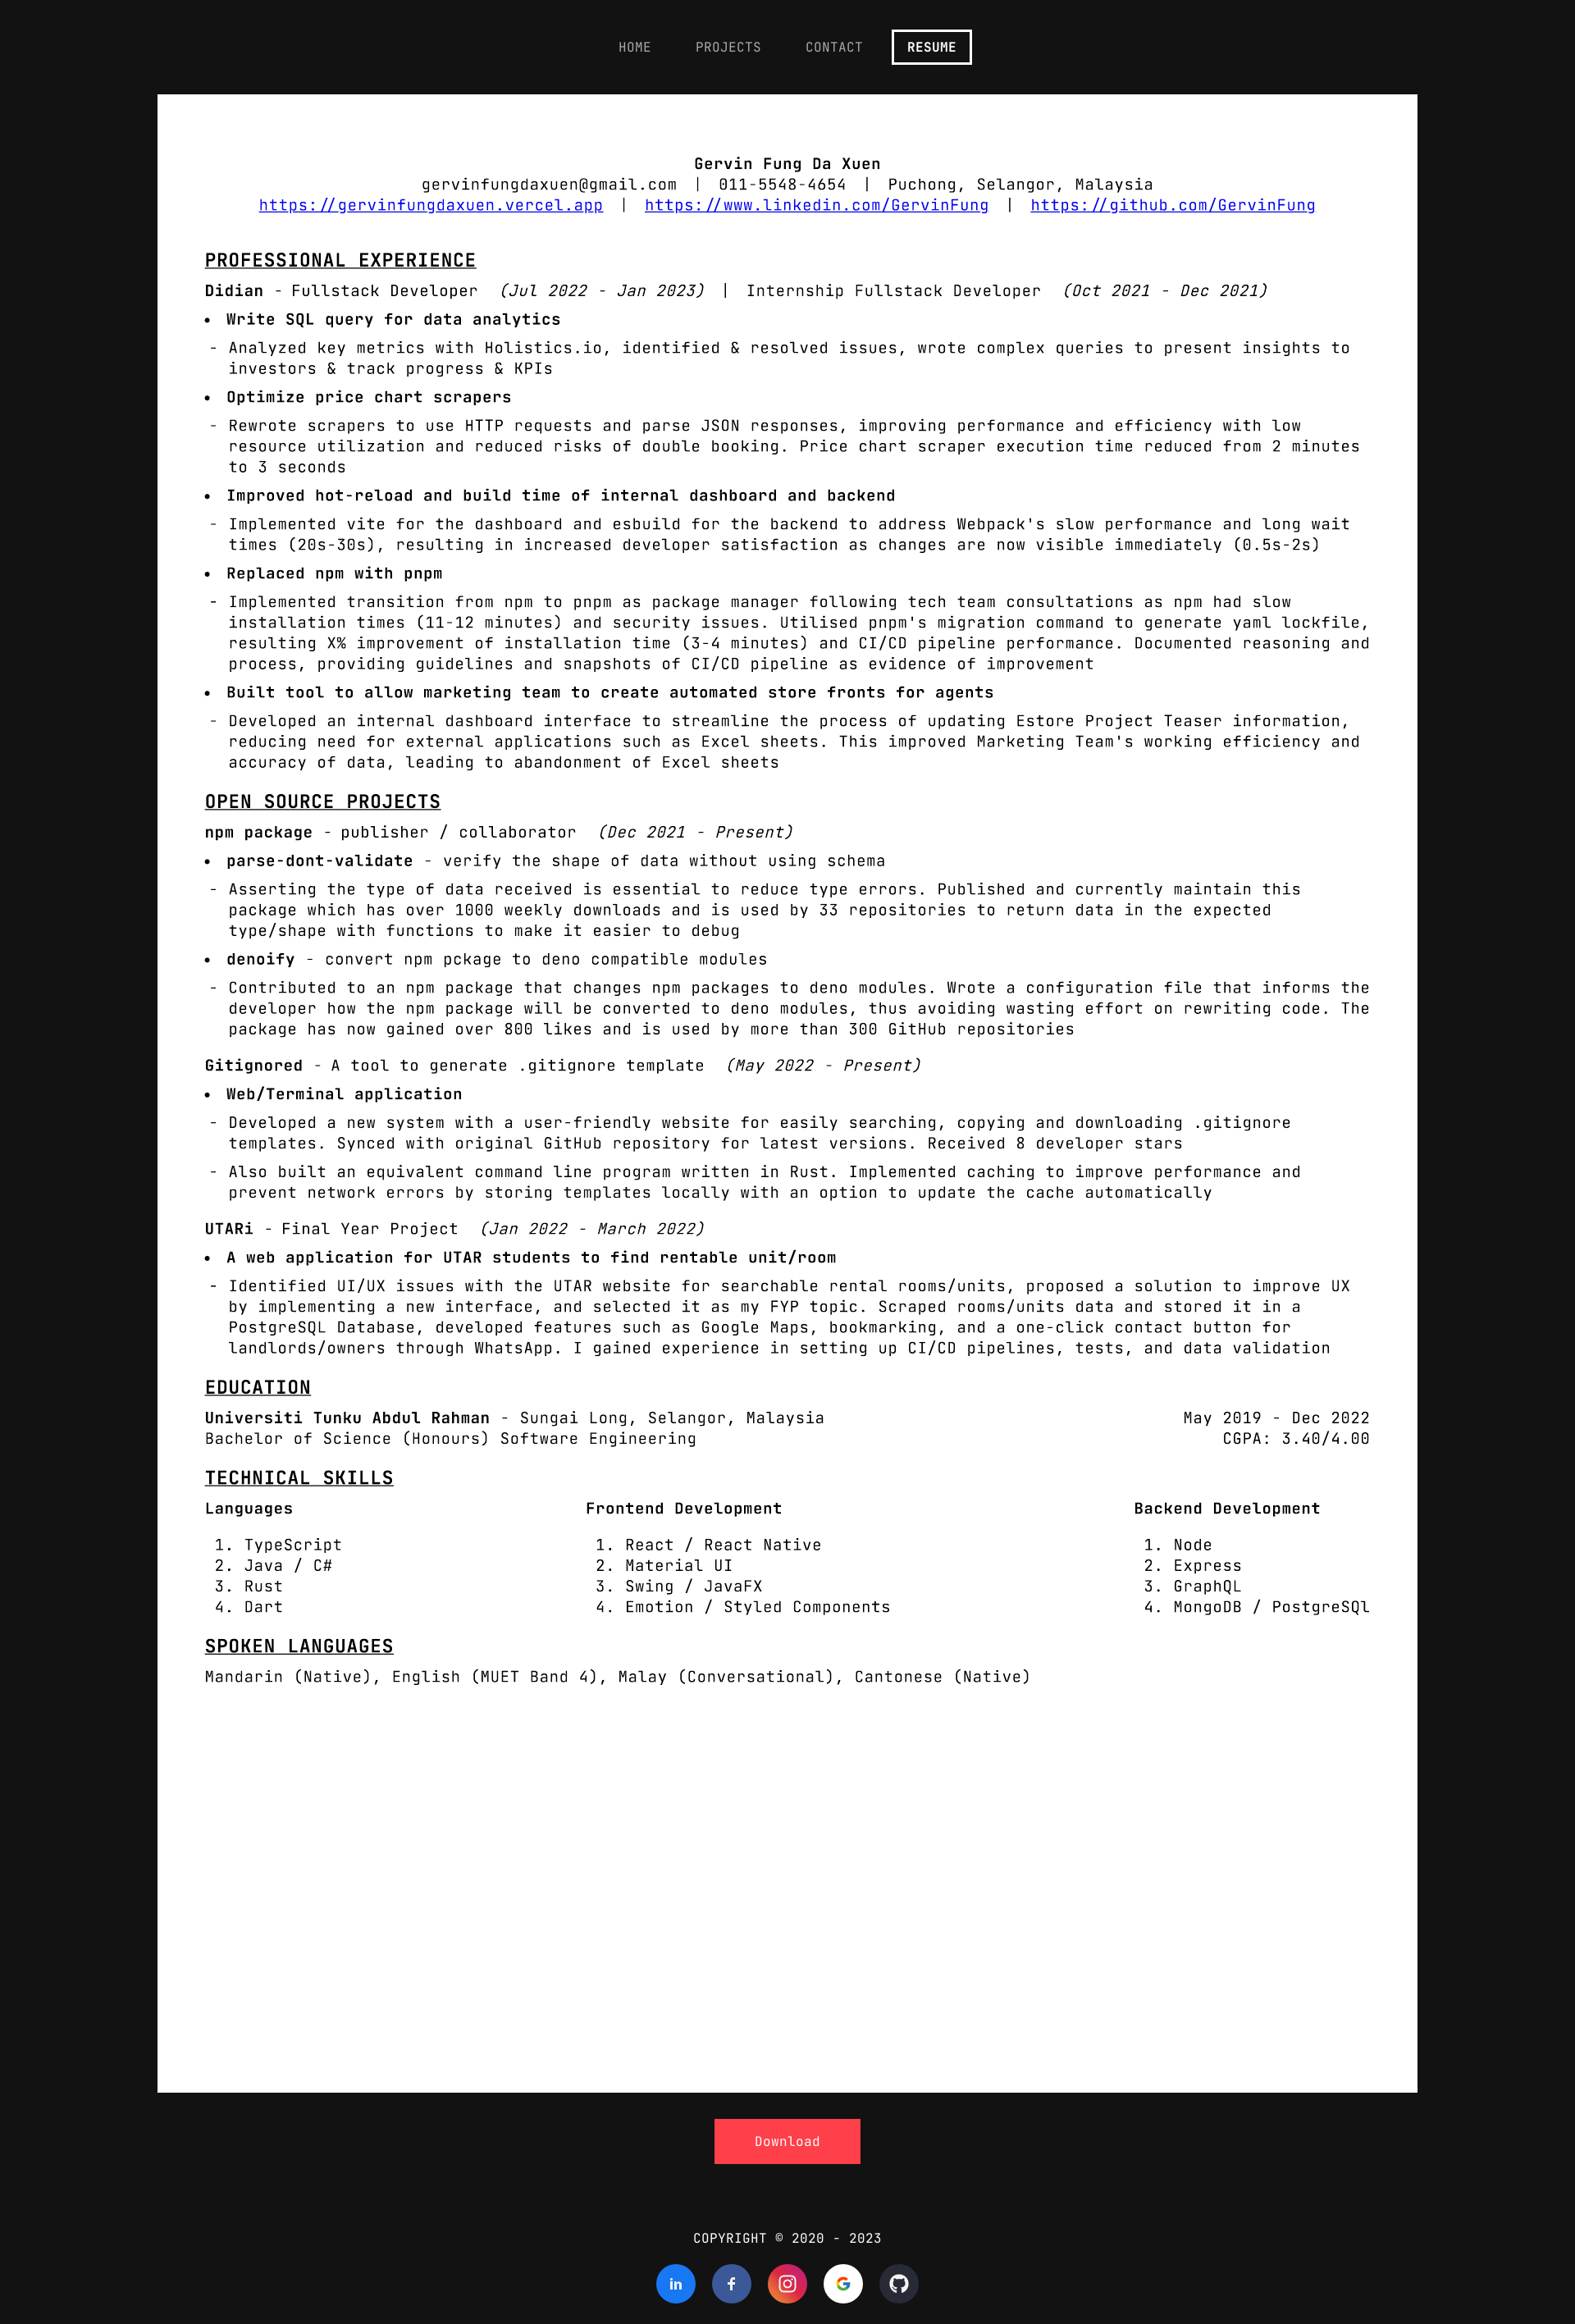 HOME PROJECTS CONTACT RESUME
Gervin Fung Da Xuen
gervinfungdaxuen@gmail.com | 011-5548-4654 | Puchong, Selangor, Malaysia
https://gervinfungdaxuen.vercel.app | https://www.linkedin.com/GervinFung | https://github.com/GervinFung
PROFESSIONAL EXPERIENCE
Didian - Fullstack Developer (Jul 2022 - Jan 2023) | Internship Fullstack Developer (Oct 2021 - Dec 2021)
• Write SQL query for data analytics
- Analyzed key metrics with Holistics.io, identified & resolved issues, wrote complex queries to present insights to
investors & track progress & KPIs
• Optimize price chart scrapers
- Rewrote scrapers to use HTTP requests and parse JSON responses, improving performance and efficiency with low
resource utilization and reduced risks of double booking. Price chart scraper execution time reduced from 2 minutes
to 3 seconds
• Improved hot-reload and build time of internal dashboard and backend
- Implemented vite for the dashboard and esbuild for the backend to address Webpack's slow performance and long wait
times (20s-30s), resulting in increased developer satisfaction as changes are now visible immediately (0.5s-2s)
• Replaced npm with pnpm
- Implemented transition from npm to pnpm as package manager following tech team consultations as npm had slow
installation times (11-12 minutes) and security issues. Utilised pnpm's migration command to generate yaml lockfile,
resulting X% improvement of installation time (3-4 minutes) and CI/CD pipeline performance. Documented reasoning and
process, providing guidelines and snapshots of CI/CD pipeline as evidence of improvement
• Built tool to allow marketing team to create automated store fronts for agents
- Developed an internal dashboard interface to streamline the process of updating Estore Project Teaser information,
reducing need for external applications such as Excel sheets. This improved Marketing Team's working efficiency and
accuracy of data, leading to abandonment of Excel sheets
OPEN SOURCE PROJECTS
npm package - publisher / collaborator (Dec 2021 - Present)
• parse-dont-validate - verify the shape of data without using schema
- Asserting the type of data received is essential to reduce type errors. Published and currently maintain this
package which has over 1000 weekly downloads and is used by 33 repositories to return data in the expected
type/shape with functions to make it easier to debug
• denoify - convert npm pckage to deno compatible modules
- Contributed to an npm package that changes npm packages to deno modules. Wrote a configuration file that informs the
developer how the npm package will be converted to deno modules, thus avoiding wasting effort on rewriting code. The
package has now gained over 800 likes and is used by more than 300 GitHub repositories
Gitignored - A tool to generate .gitignore template (May 2022 - Present)
• Web/Terminal application
- Developed a new system with a user-friendly website for easily searching, copying and downloading .gitignore
templates. Synced with original GitHub repository for latest versions. Received 8 developer stars
- Also built an equivalent command line program written in Rust. Implemented caching to improve performance and
prevent network errors by storing templates locally with an option to update the cache automatically
UTARi - Final Year Project (Jan 2022 - March 2022)
• A web application for UTAR students to find rentable unit/room
- Identified UI/UX issues with the UTAR website for searchable rental rooms/units, proposed a solution to improve UX
by implementing a new interface, and selected it as my FYP topic. Scraped rooms/units data and stored it in a
PostgreSQL Database, developed features such as Google Maps, bookmarking, and a one-click contact button for
landlords/owners through WhatsApp. I gained experience in setting up CI/CD pipelines, tests, and data validation
EDUCATION
Universiti Tunku Abdul Rahman - Sungai Long, Selangor, Malaysia May 2019 - Dec 2022
Bachelor of Science (Honours) Software Engineering CGPA: 3.40/4.00
TECHNICAL SKILLS
Languages Frontend Development Backend Development
1. TypeScript 1. React / React Native 1. Node
2. Java / C# 2. Material UI 2. Express
3. Rust 3. Swing / JavaFX 3. GraphQL
4. Dart 4. Emotion / Styled Components 4. MongoDB / PostgreSQl
SPOKEN LANGUAGES
Mandarin (Native), English (MUET Band 4), Malay (Conversational), Cantonese (Native)
Download
COPYRIGHT © 2020 - 2023